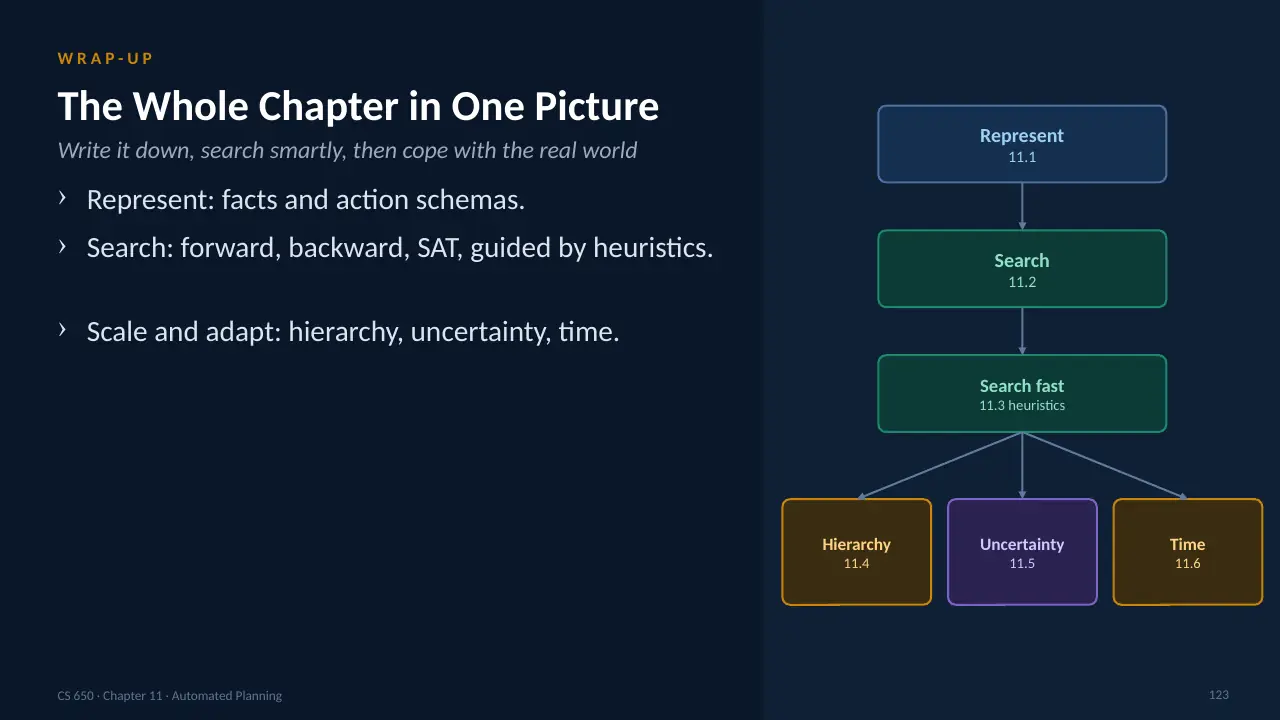 WRAP-UP
The Whole Chapter in One Picture
Write it down, search smartly, then cope with the real world
› Represent: facts and action schemas.
› Search: forward, backward, SAT, guided by heuristics.
› Scale and adapt: hierarchy, uncertainty, time.
Represent
11.1
Search
11.2
Search fast
11.3 heuristics
Hierarchy
11.4
Uncertainty
11.5
Time
11.6
CS 650 · Chapter 11 · Automated Planning
123